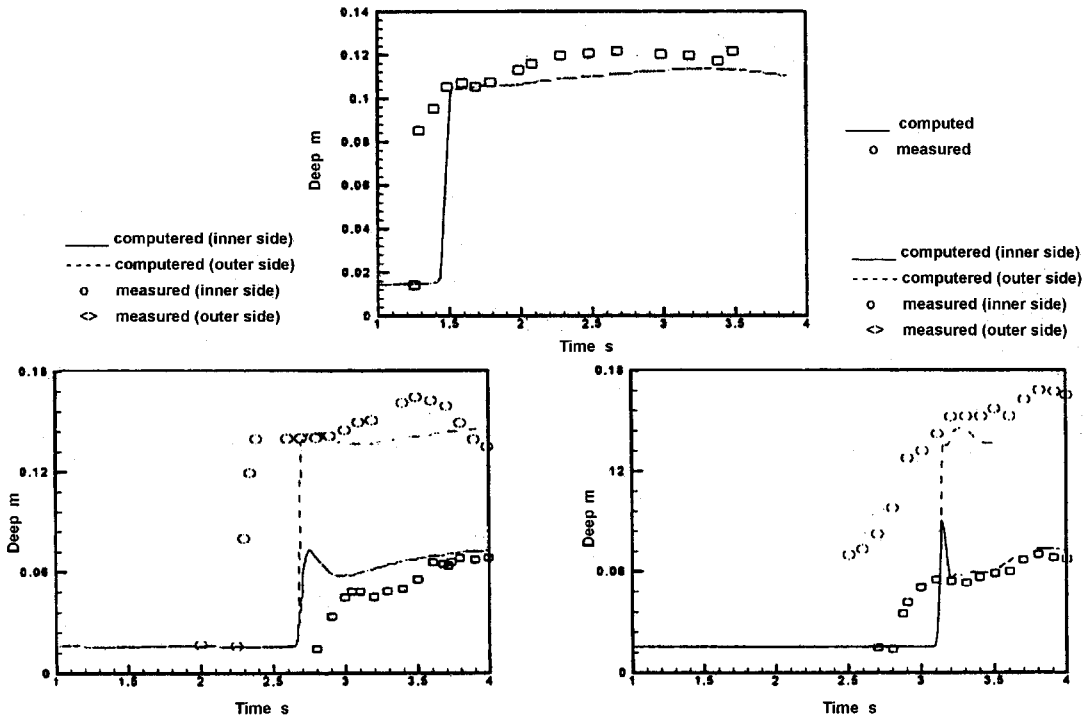 0.14
0.12
0.1
0.08
0.06
0.04
0.02
0
Deep m
1 1.5 2 2.5 3 3.5 4
Time s
computed
o measured
computered (inner side)
computered (outer side)
o measured (inner side)
<> measured (outer side)
computered (inner side)
computered (outer side)
o measured (inner side)
<> measured (outer side)
0.18
0.12
0.06
0
Deep m
1 1.5 2 2.5 3 3.5 4
Time s
0.18
12
0.06
0
Deep m
1 1.5 2 2.5 3 3.5 4
Time s